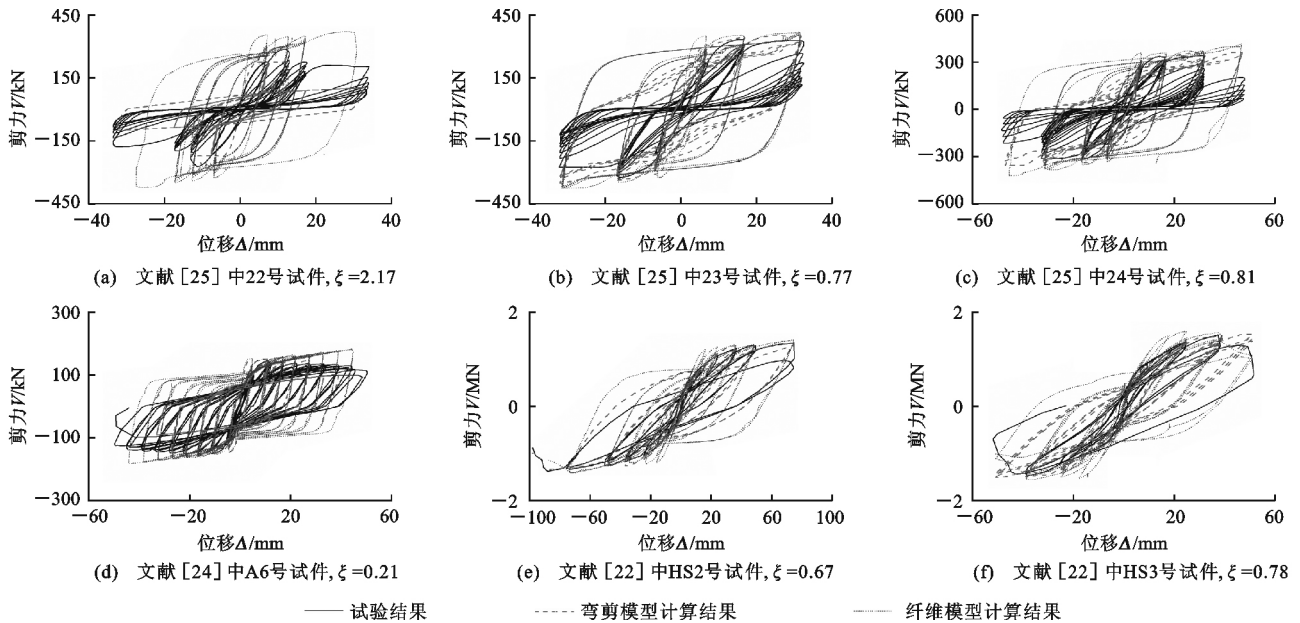 450
150
−150
−450
剪力V/kN
−40
−20
0
20
40
位移Δ/mm
(a) 文献[25]中22号试件,ξ=2.17
450
150
−150
−450
剪力V/kN
−40
−20
0
20
40
位移Δ/mm
(b) 文献[25]中23号试件,ξ=0.77
600
300
0
−300
−600
剪力V/kN
−60
−20
20
60
位移Δ/mm
(c) 文献[25]中24号试件,ξ=0.81
300
100
−100
−300
剪力V/kN
−60
−20
20
60
位移Δ/mm
(d) 文献[24]中A6号试件,ξ=0.21
2
0
−2
剪力V/MN
−100
−60
−20
20
60
100
位移Δ/mm
(e) 文献[22]中HS2号试件,ξ=0.67
2
0
−2
剪力V/MN
−60
−20
20
60
位移Δ/mm
(f) 文献[22]中HS3号试件,ξ=0.78
试验结果
弯剪模型计算结果
纤维模型计算结果